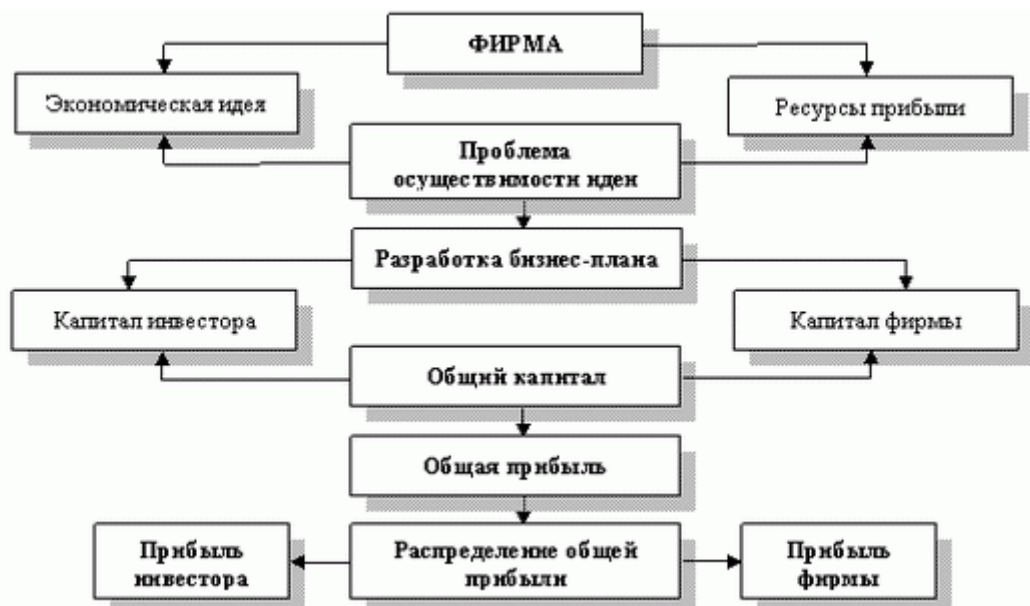 ФИРМА
Экономическая идея
Ресурсы прибыли
Проблема
осуществимости идеи
Разработка бизнес-плана
Капитал инвестора
Капитал фирмы
Общий капитал
Общая прибыль
Прибыль
инвестора
Распределение общей
прибыли
Прибыль
фирмы